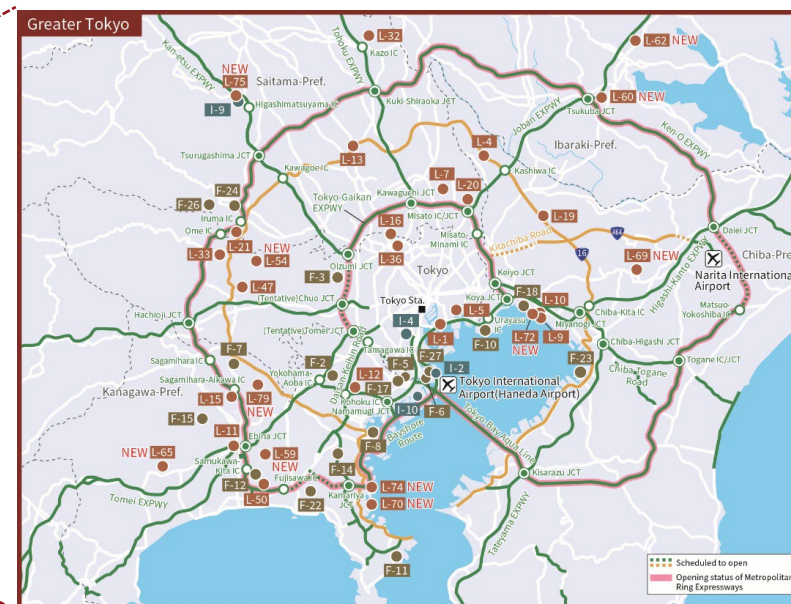 Greater Tokyo
L-32
L-62 NEW
Kazo IC
Tohoku EXPWY
Kan-etsu EXPWY
NEW
L-75
Saitama-Pref.
I-9
Higashimatsuyama IC
Kuki-Shiraoka JCT
L-60 NEW
Tsukuba JCT
Joban EXPWY
Ken-O EXPWY
Ibaraki-Pref.
L-13
L-4
Tsurugashima JCT
Kawagoe IC
Kashiwa IC
L-7
L-20
F-24
F-26
Tokyo-Gaikan
EXPWY
Kawaguchi JCT
Misato IC/JCT
L-19
Iruma IC
Ome IC
L-16
Misato-
Minami IC
Kitachiba Road
464
Daiei JCT
L-21
L-33
NEW
L-54
L-36
Oizumi JCT
16
Narita International
Airport
Chiba-Pre
L-69 NEW
Higashi-Kanto EXPWY
F-3
Tokyo
Koiyo JCT
L-47
(Tentative)Chuo JCT
Tokyo Sta.
Koya JCT
F-18
L-10
Chiba-Kita IC
Matsuo-
Yokoshiba IC
Hachioji JCT
(Tentative)Tomei JCT
I-4
L-5
Urayasu
IC
Miyanogi JCT
L-1
F-10
L-72
NEW
L-9
Chiba-Higashi JCT
Sagamihara IC
F-7
Tamagawa IC
F-27
F-23
Togane IC/JCT
Sagamihara-Aikawa IC
Yokohama-
Aoba IC
F-2
Daisan-Keihin Road
F-5
I-2
Tokyo International
Airport(Haneda Airport)
Chiba-Togane
Road
Kanagawa-Pref.
L-15
L-79
NEW
L-12
F-17
Kohoku IC
Namamugi JCT
I-10
F-6
F-15
Bayshore
Route
Tokyo-Bay Aqua Line
L-11
Ebina JCT
F-8
NEW L-65
L-59
NEW
Kisarazu JCT
Samukawa-
Kita IC
F-14
F-12
Fujisawa IC
L-74 NEW
Tomei EXPWY
L-50
F-22
Kamariya
JCT
L-70 NEW
Tateyama EXPWY
F-11
Scheduled to open
Opening status of Metropolitan
Ring Expressways